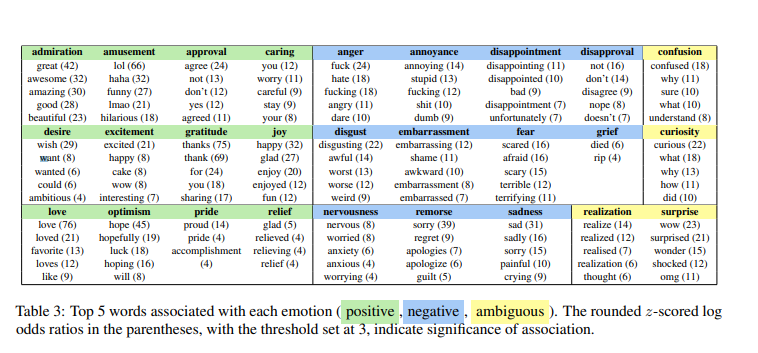 admiration amusement approval caring anger annoyance disappointment disapproval confusion
great (42) lol (66) agree (24) you (12) fuck (24) annoying (14) disappointing (11) not (16) confused (18)
awesome (32) haha (32) not (13) worry (11) hate (18) stupid (13) disappointed (10) don't (14) why (11)
amazing (30) funny (27) don't (12) careful (9) fucking (18) fucking (12) bad (9) disagree (9) sure (10)
good (28) lmao (21) yes (12) stay (9) angry (11) shit (10) disappointment (7) nope (8) what (10)
beautiful (23) hilarious (18) agreed (11) your (8) dare (10) dumb (9) unfortunately (7) doesn't (7) understand (8)
desire excitement gratitude joy disgust embarrassment fear grief curiosity
wish (29) excited (21) thanks (75) happy (32) disgusting (22) embarrassing (12) scared (16) died (6) curious (22)
want (8) happy (8) thank (69) glad (27) awful (14) shame (11) afraid (16) rip (4) what (18)
wanted (6) cake (8) for (24) enjoy (20) worst (13) awkward (10) scary (15) why (13)
could (6) wow (8) you (18) enjoyed (12) worse (12) embarrassment (8) terrible (12) how (11)
ambitious (4) interesting (7) sharing (17) fun (12) weird (9) embarrassed (7) terrifying (11) did (10)
love optimism pride relief nervousness remorse sadness realization surprise
love (76) hope (45) proud (14) glad (5) nervous (8) sorry (39) sad (31) realize (14) wow (23)
loved (21) hopefully (19) pride (4) relieved (4) worried (8) regret (9) sadly (16) realized (12) surprised (21)
favorite (13) luck (18) accomplishment relieving (4) anxiety (6) apologies (7) sorry (15) realised (7) wonder (15)
loves (12) hoping (16) (4) relief (4) anxious (4) apologize (6) painful (10) realization (6) shocked (12)
like (9) will (8) worrying (4) guilt (5) crying (9) thought (6) omg (11)
Table 3: Top 5 words associated with each emotion ( positive , negative , ambiguous ). The rounded z-scored log
odds ratios in the parentheses, with the threshold set at 3, indicate significance of association.